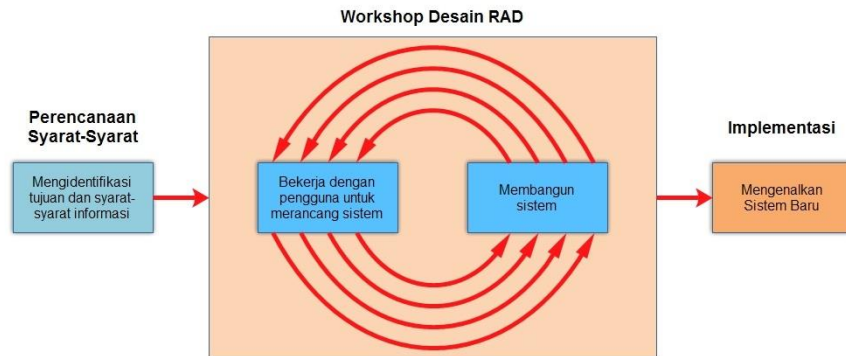 Workshop Desain RAD
Perencanaan
Syarat-Syarat
Mengidentifikasi
tujuan dan syarat-
syarat informasi
Bekerja dengan
pengguna untuk
merancang sistem
Membangun
sistem
Implementasi
Mengenalkan
Sistem Baru